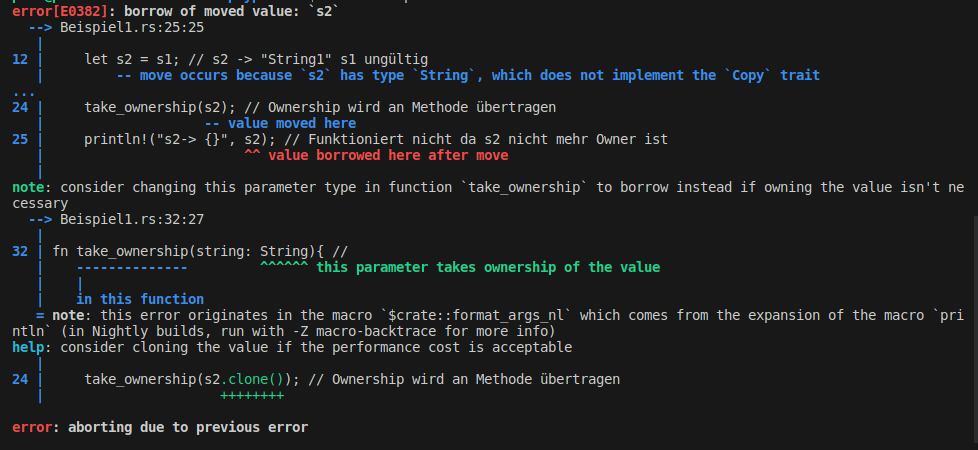 error[E0382]: borrow of moved value: `s2`
  --> Beispiel1.rs:25:25
   |
12 |     let s2 = s1; // s2 -> "String1" s1 ungültig
   |         -- move occurs because `s2` has type `String`, which does not implement the `Copy` trait
...
24 |     take_ownership(s2); // Ownership wird an Methode übertragen
   |                    -- value moved here
25 |     println!("s2-> {}", s2); // Funktioniert nicht da s2 nicht mehr Owner ist
   |                         ^^ value borrowed here after move
   |
note: consider changing this parameter type in function `take_ownership` to borrow instead if owning the value isn't ne
cessary
  --> Beispiel1.rs:32:27
   |
32 | fn take_ownership(string: String){ //
   |    --------------         ^^^^^^ this parameter takes ownership of the value
   |    |
   |    in this function
   = note: this error originates in the macro `$crate::format_args_nl` which comes from the expansion of the macro `pri
ntln` (in Nightly builds, run with -Z macro-backtrace for more info)
help: consider cloning the value if the performance cost is acceptable
   |
24 |     take_ownership(s2.clone()); // Ownership wird an Methode übertragen
   |                      ++++++++
error: aborting due to previous error